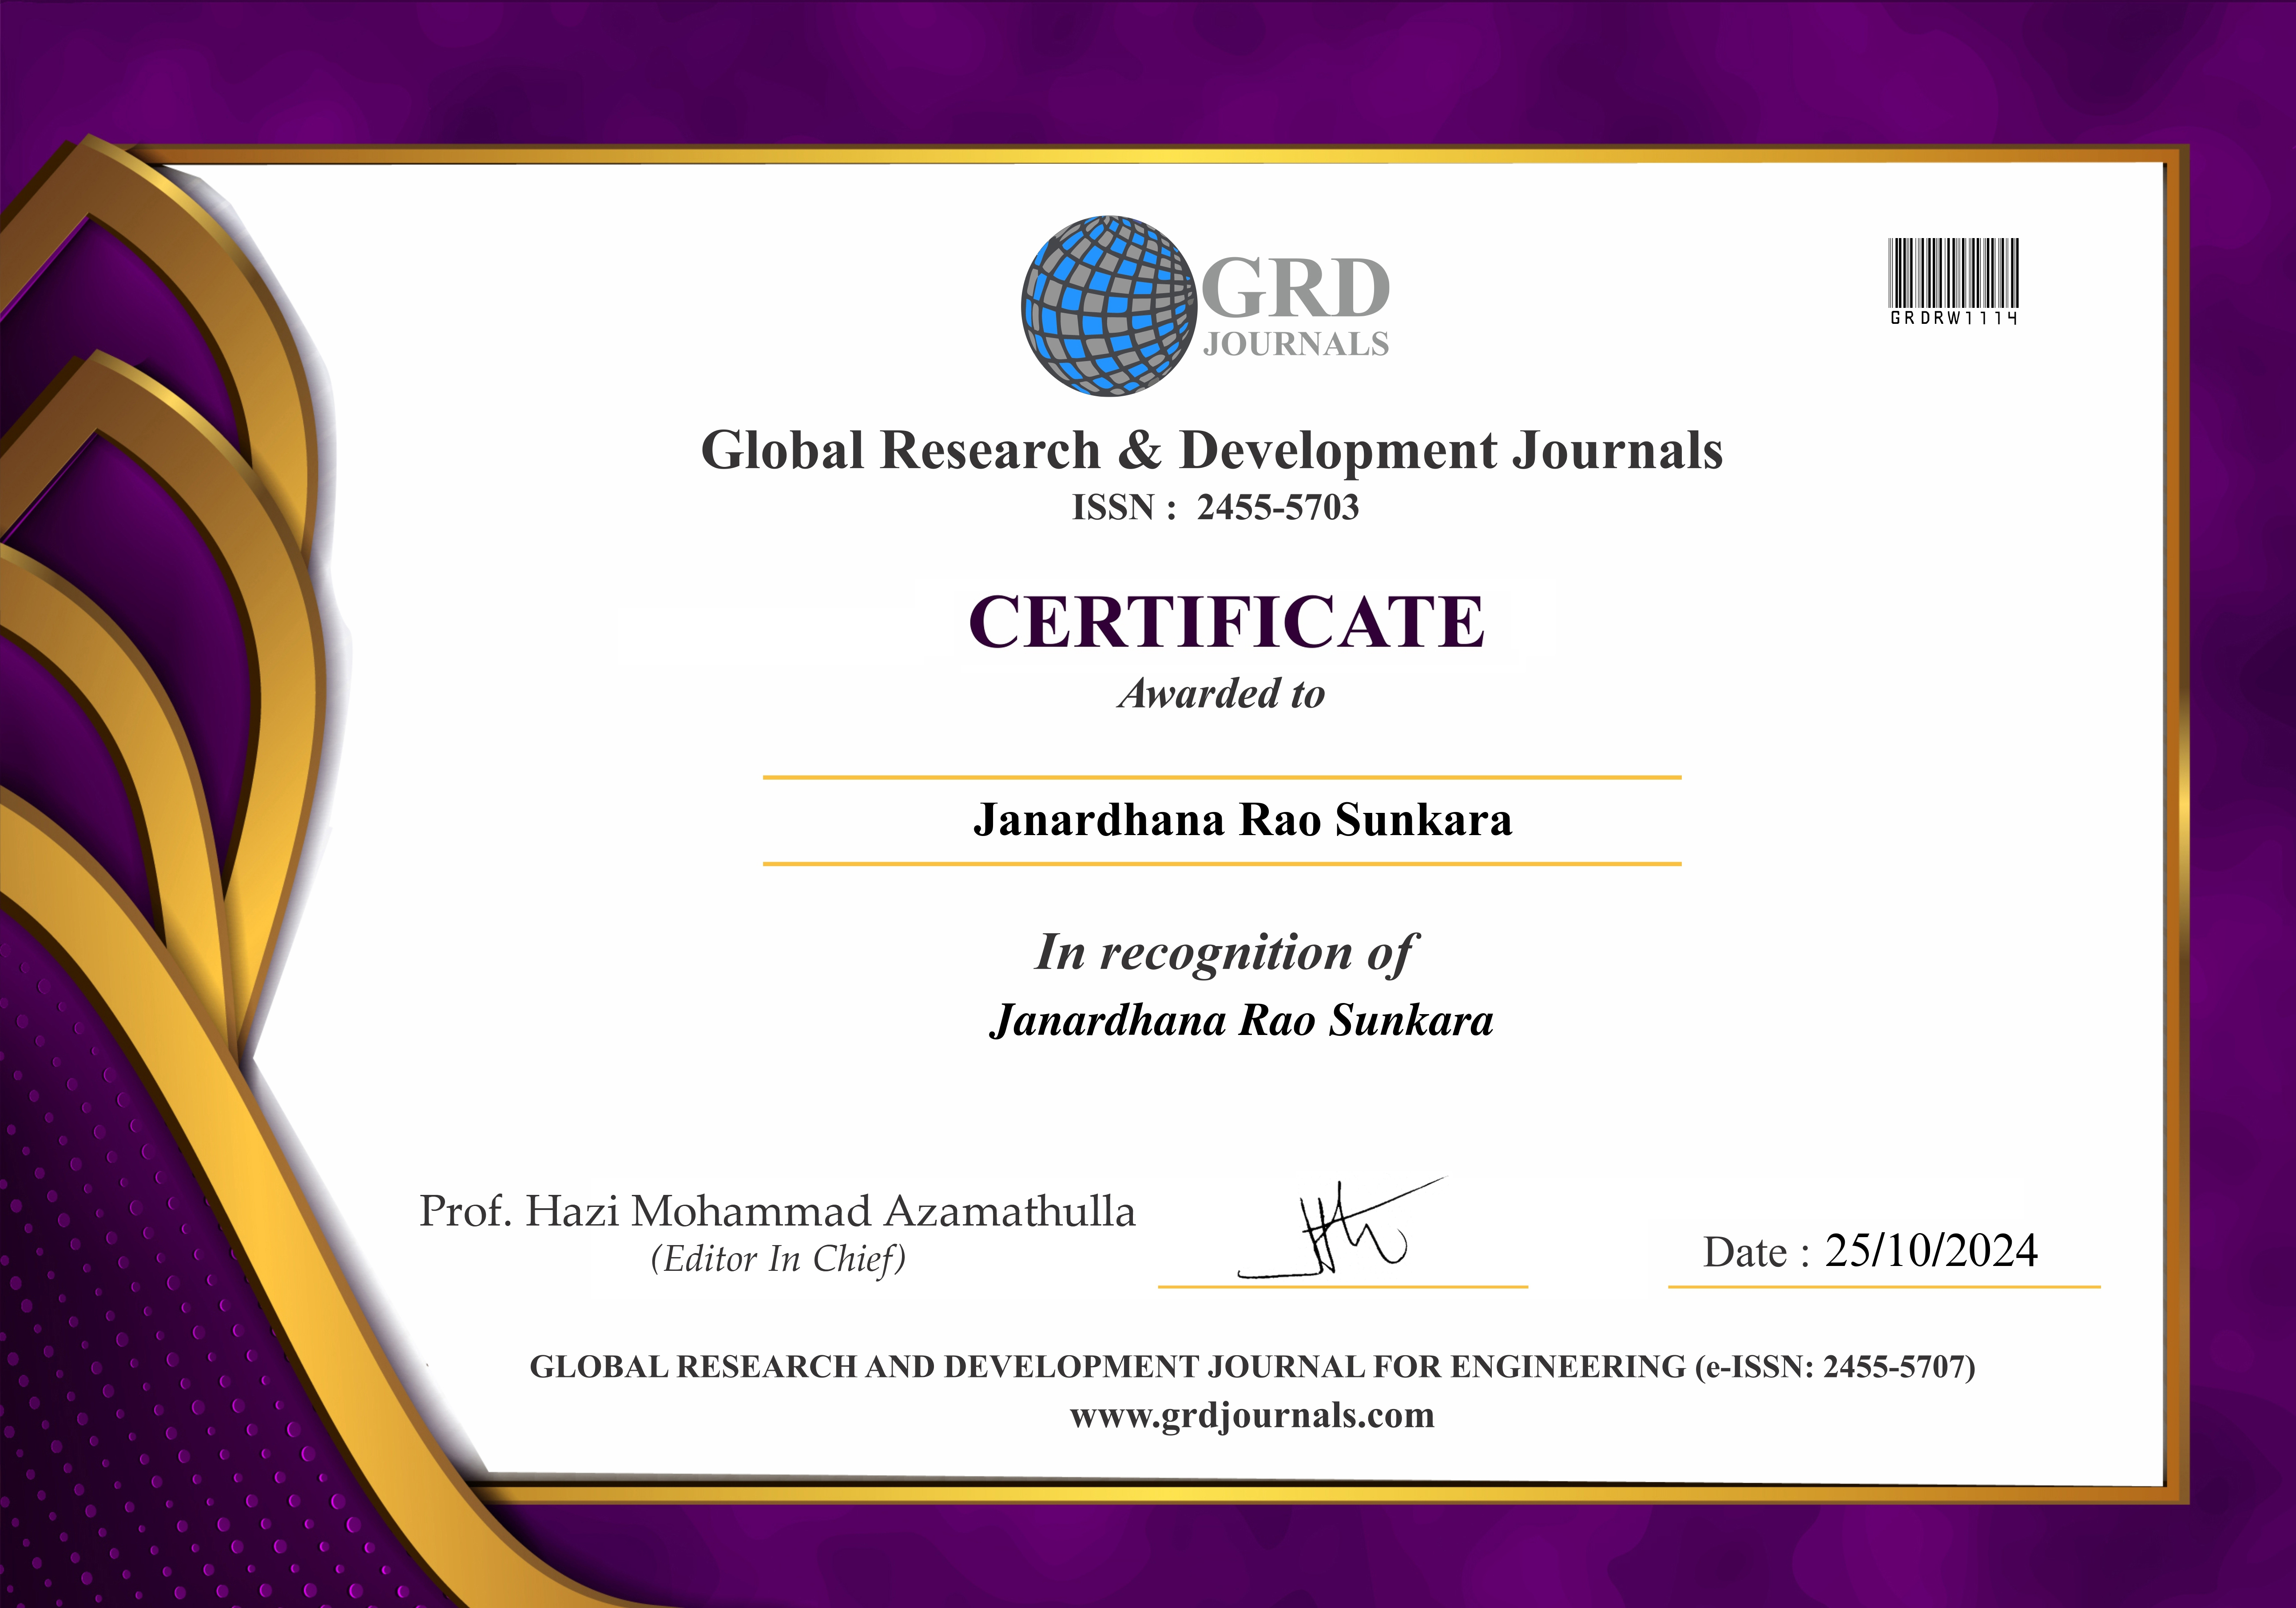 GRD
JOURNALS
GRDRW1114
Global Research & Development Journals
ISSN : 2455-5703
CERTIFICATE
Awarded to
Janardhana Rao Sunkara
In recognition of
Janardhana Rao Sunkara
Prof. Hazi Mohammad Azamathulla
(Editor In Chief)
Date : 25/10/2024
GLOBAL RESEARCH AND DEVELOPMENT JOURNAL FOR ENGINEERING (e-ISSN: 2455-5707)
www.grdjournals.com